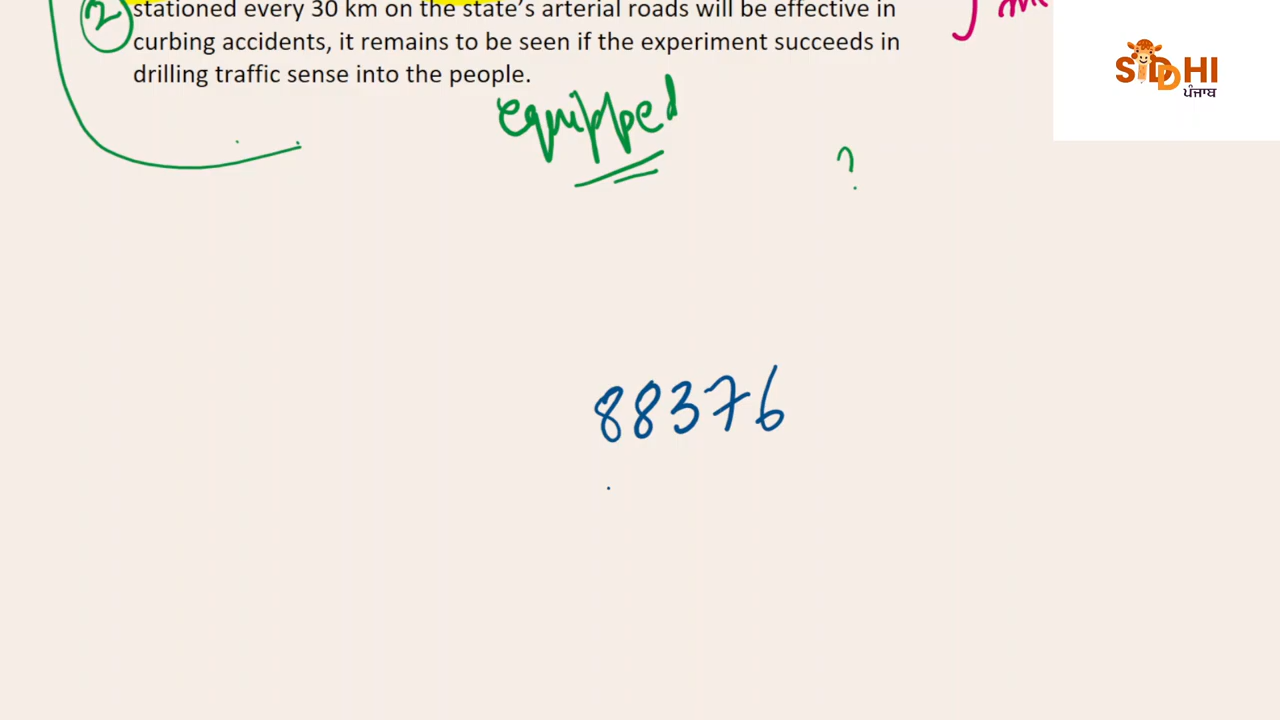 2
stationed every 30 km on the state's arterial roads will be effective in
curbing accidents, it remains to be seen if the experiment succeeds in
drilling traffic sense into the people.
SIDDHI
ਪੰਜਾਬ
equipped
?
88376